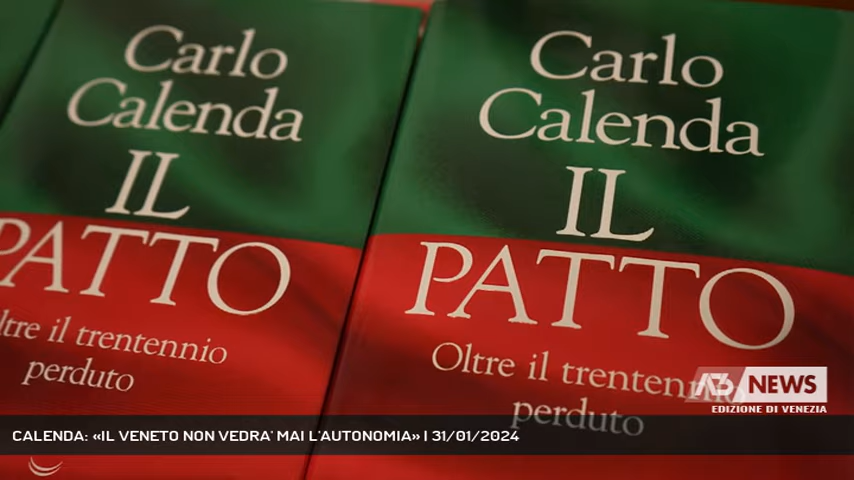 Carlo
Calenda
IL
PATTO
Oltre il trentennio
perduto
Carlo
Calenda
IL
PATTO
Oltre il trentennio
perduto
NEWS
EDIZIONE DI VENEZIA
CALENDA: «IL VENETO NON VEDRA' MAI L'AUTONOMIA» | 31/01/2024